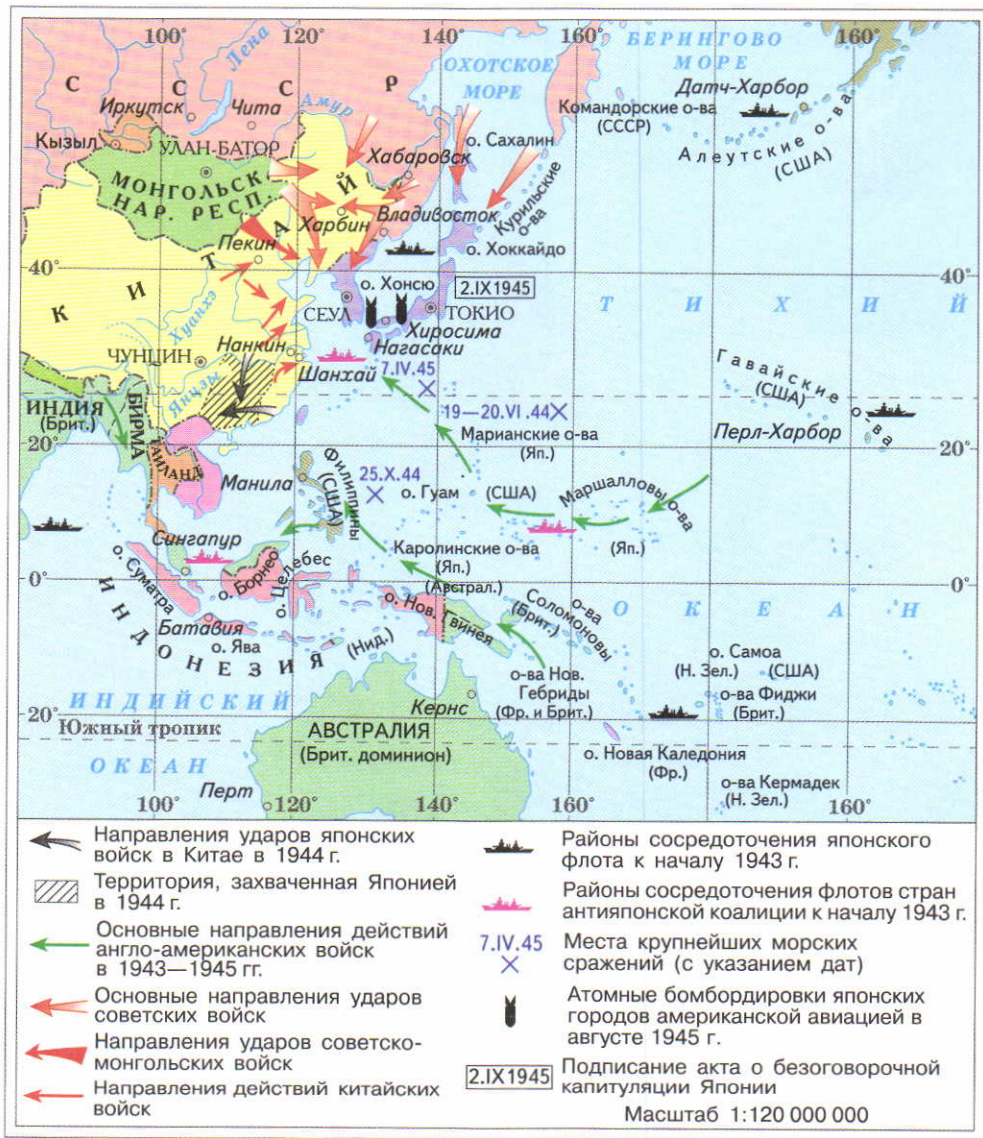 100°
120°
140°
160°
160°
БЕРИНГОВО
МОРЕ
ОХОТСКОЕ
МОРЕ
С С С Р
Лена
Иркутск
Чита
Амур
Кызыл
УЛАН-БАТОР
Хабаровск
о. Сахалин
Датч-Харбор
Командорские о-ва
(СССР)
Алеутские о-ва
(США)
МОНГОЛЬСК.
НАР. РЕСП.
Харбин
Владивосток
Курильские
о-ва
Пекин
о. Хоккайдо
40°
40°
КИТАЙ
Хуанхэ
о. Хонсю
2.IX1945
СЕУЛ
ТОКИО
Хиросима
Нагасаки
ТИХИЙ
ЧУНЦИН
Нанкин
Шанхай
Янцзы
7.IV.45
Гавайские
(США)
о-ва
ИНДИЯ
(Брит.)
БИРМА
19—20.VI.44
Марианские о-ва
(Яп.)
Перл-Харбор
20°
20°
ТАИЛАНД
Манила
Филиппины
(США)
25.X.44
о. Гуам
(США)
Маршалловы о-ва
(Яп.)
Сингапур
Каролинские о-ва
(Яп.)
(Австрал.)
0°
0°
о. Суматра
о. Борнео
о. Целебес
о. Нов. Гвинея
Соломоновы
о-ва
(Брит.)
ОКЕАН
Батавия
о. Ява
ИНДОНЕЗИЯ
(Нид.)
о. Самоа
(Н. Зел.)
(США)
о-ва Нов.
Гебриды
(Фр. и Брит.)
о-ва Фиджи
(Брит.)
ИНДИЙСКИЙ
Кернс
20°
20°
Южный тропик
АВСТРАЛИЯ
(Брит. доминион)
ОКЕАН
о. Новая Каледония
(Фр.)
о-ва Кермадек
(Н. Зел.)
Перт
100°
120°
140°
160°
160°
Направления ударов японских
войск в Китае в 1944 г.
Территория, захваченная Японией
в 1944 г.
Основные направления действий
англо-американских войск
в 1943—1945 гг.
Основные направления ударов
советских войск
Направления ударов советско-
монгольских войск
Направления действий китайских
войск
Районы сосредоточения японского
флота к началу 1943 г.
Районы сосредоточения флотов стран
антияпонской коалиции к началу 1943 г.
7.IV.45
Места крупнейших морских
сражений (с указанием дат)
Атомные бомбордировки японских
городов американской авиацией в
августе 1945 г.
2.IX1945
Подписание акта о безоговорочной
капитуляции Японии
Масштаб 1:120 000 000